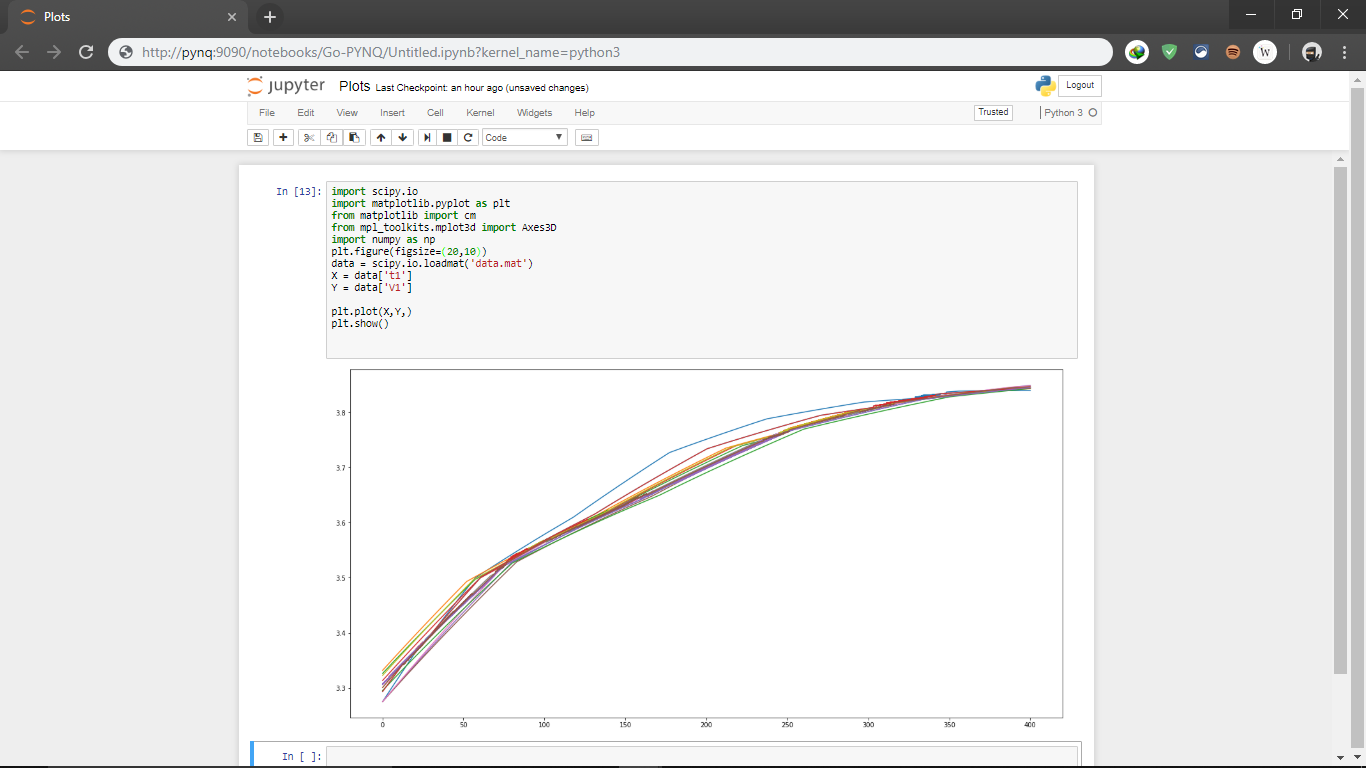 Plots
http://pynq:9090/notebooks/Go-PYNQ/Untitled.ipynb?kernel_name=python3
W
jupyter Plots Last Checkpoint: an hour ago (unsaved changes)
Logout
File Edit View Insert Cell Kernel Widgets Help
Trusted
Python 3
Code
In [13]:
import scipy.io
import matplotlib.pyplot as plt
from matplotlib import cm
from mpl_toolkits.mplot3d import Axes3D
import numpy as np
plt.figure(figsize=(20,10))
data = scipy.io.loadmat('data.mat')
X = data['t1']
Y = data['V1']
plt.plot(X,Y,)
plt.show()
3.8
3.7
3.6
3.5
3.4
3.3
0 50 100 150 200 250 300 350 400
In [ ]: